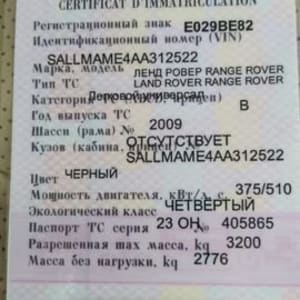 CERTIFICAT D'IMMATRICULATION
Регистрационный знак Е029ВЕ82
Идентификационный номер (VIN)
SALLMAME4AA312522
Марка, модель ЛЕНД РОВЕР RANGE ROVER
Тип ТС LAND ROVER RANGE ROVER
Легковой универсал
Категория ТС (ABCD, прицеп) B
Год выпуска ТС 2009
Шасси (рама) № ОТСУТСТВУЕТ
Кузов (кабина, прицеп) № SALLMAME4AA312522
Цвет ЧЕРНЫЙ
Мощность двигателя, кВт/л. с. 375/510
Экологический класс ЧЕТВЕРТЫЙ
Паспорт ТС серия 23 ОН № 405865
Разрешенная max масса, kg 3200
Масса без нагрузки, kg 2776